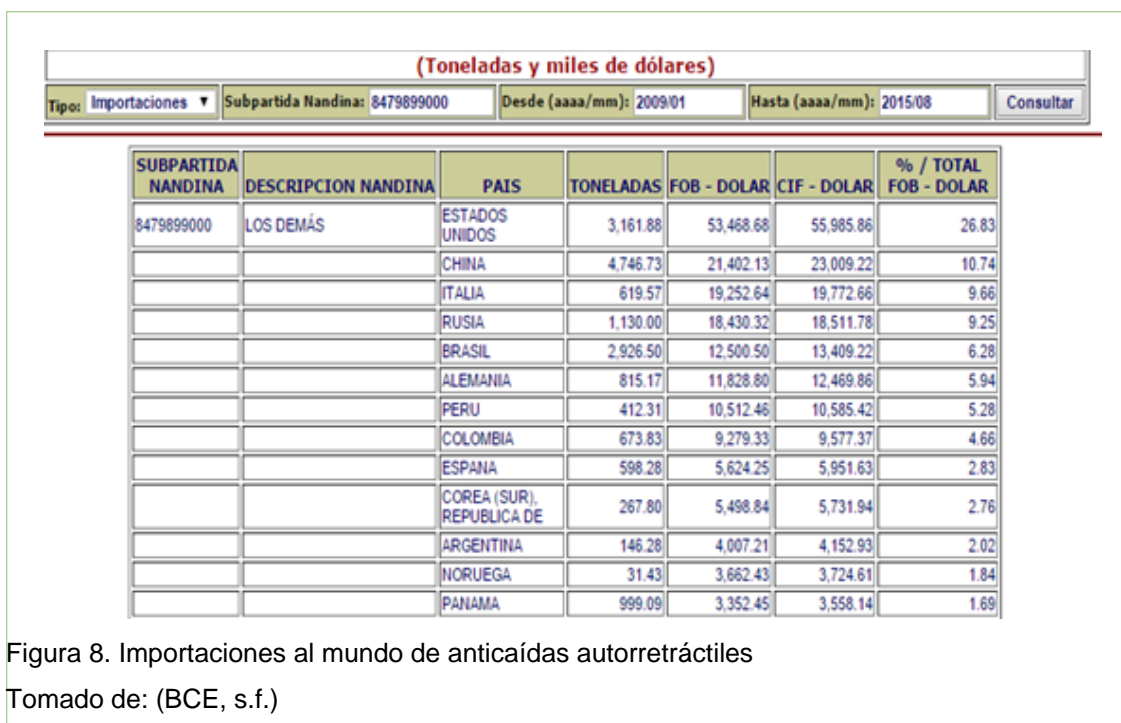 (Toneladas y miles de dólares)
Tipo: Importaciones ▼ Subpartida Nandina: 8479899000 Desde (aaaa/mm): 2009/01 Hasta (aaaa/mm): 2015/08 Consultar
SUBPARTIDA NANDINA DESCRIPCION NANDINA PAIS TONELADAS FOB - DOLAR CIF - DOLAR % / TOTAL FOB - DOLAR
8479899000 LOS DEMÁS ESTADOS UNIDOS 3,161.88 53,468.68 55,985.86 26.83
CHINA 4,746.73 21,402.13 23,009.22 10.74
ITALIA 619.57 19,252.64 19,772.66 9.66
RUSIA 1,130.00 18,430.32 18,511.78 9.25
BRASIL 2,926.50 12,500.50 13,409.22 6.28
ALEMANIA 815.17 11,828.80 12,469.86 5.94
PERU 412.31 10,512.46 10,585.42 5.28
COLOMBIA 673.83 9,279.33 9,577.37 4.66
ESPANA 598.28 5,624.25 5,951.63 2.83
COREA (SUR), REPUBLICA DE 267.80 5,498.84 5,731.94 2.76
ARGENTINA 146.28 4,007.21 4,152.93 2.02
NORUEGA 31.43 3,662.43 3,724.61 1.84
PANAMA 999.09 3,352.45 3,558.14 1.69
Figura 8. Importaciones al mundo de anticaídas autorretráctiles
Tomado de: (BCE, s.f.)